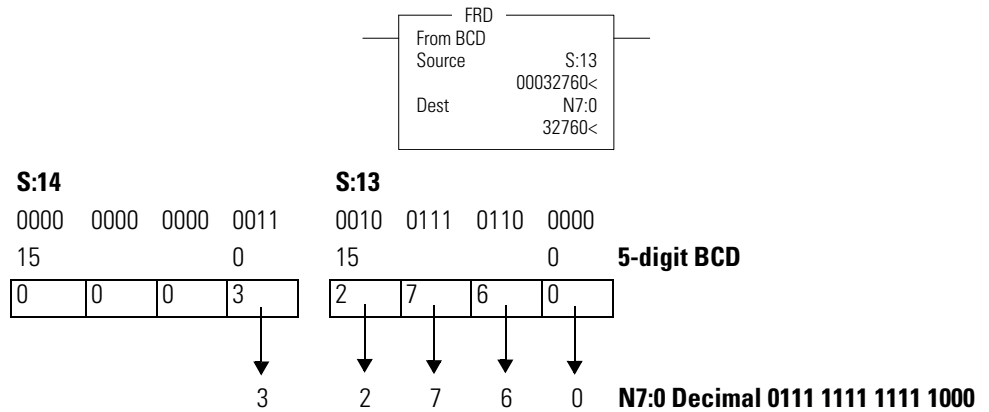 FRD
From BCD
Source S:13
00032760<
Dest N7:0
32760<
S:14 S:13
0000 0000 0000 0011 0010 0111 0110 0000
15 0 15 0 5-digit BCD
0 0 0 3 2 7 6 0
3 2 7 6 0 N7:0 Decimal 0111 1111 1111 1000